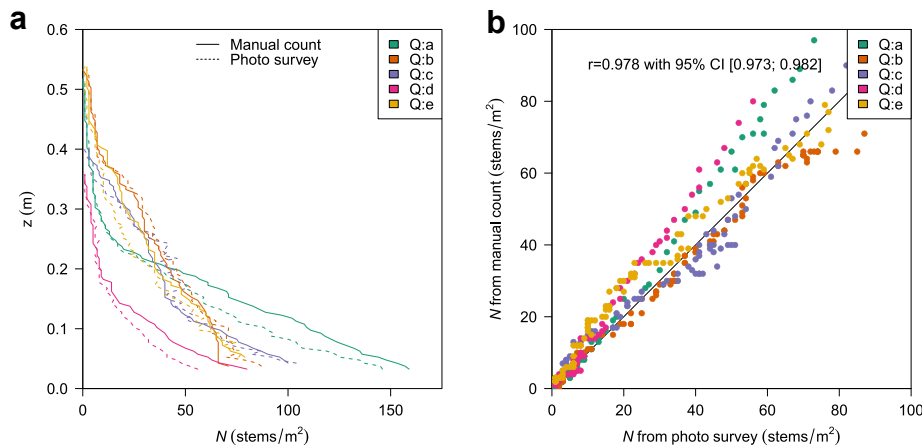 a
0.6
0.5
0.4
0.3
0.2
0.1
0.0
z (m)
0
50
100
150
N (stems/m²)
Manual count
Photo survey
Q:a
Q:b
Q:c
Q:d
Q:e
b
100
80
60
40
20
0
N from manual count (stems/m²)
0
20
40
60
80
100
N from photo survey (stems/m²)
r=0.978 with 95% CI [0.973; 0.982]
Q:a
Q:b
Q:c
Q:d
Q:e